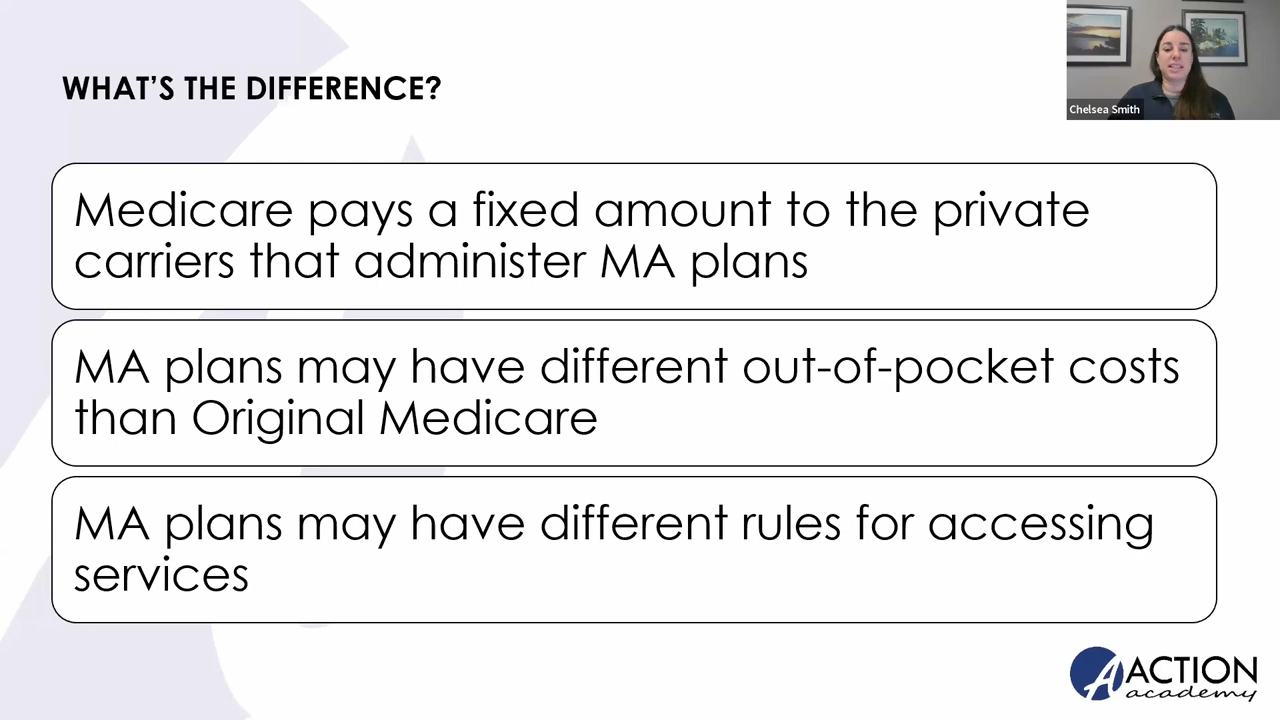 WHAT'S THE DIFFERENCE?
Chelsea Smith
Medicare pays a fixed amount to the private
carriers that administer MA plans
MA plans may have different out-of-pocket costs
than Original Medicare
MA plans may have different rules for accessing
services
A ACTION
academy